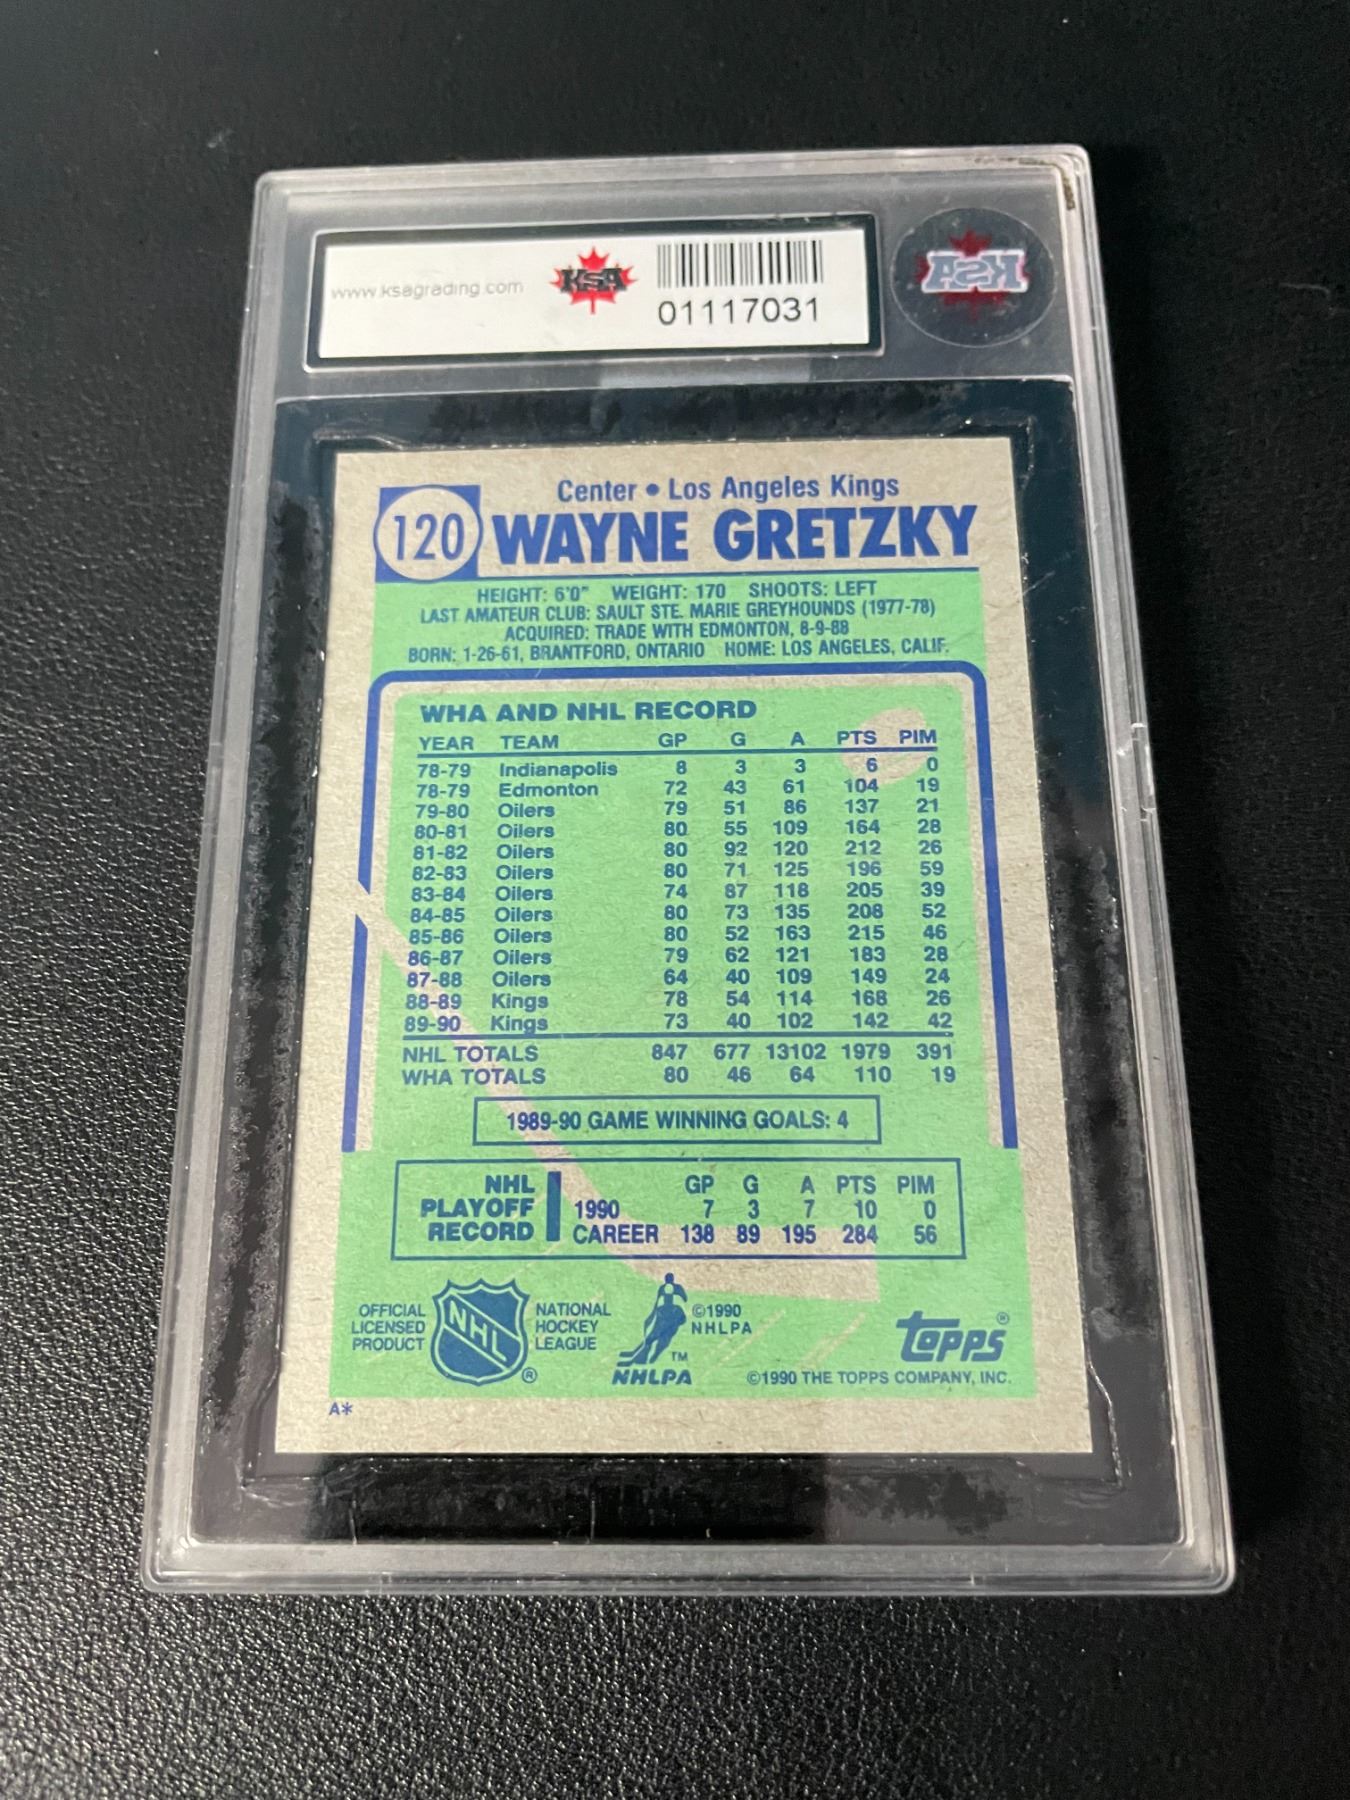 www.ksagrading.com
KSA
01117031
KSA
120
Center • Los Angeles Kings
WAYNE GRETZKY
HEIGHT: 6'0" WEIGHT: 170 SHOOTS: LEFT
LAST AMATEUR CLUB: SAULT STE. MARIE GREYHOUNDS (1977-78)
ACQUIRED: TRADE WITH EDMONTON, 8-9-88
BORN: 1-26-61, BRANTFORD, ONTARIO HOME: LOS ANGELES, CALIF.
WHA AND NHL RECORD
YEAR TEAM GP G A PTS PIM
78-79 Indianapolis 8 3 3 6 0
78-79 Edmonton 72 43 61 104 19
79-80 Oilers 79 51 86 137 21
80-81 Oilers 80 55 109 164 28
81-82 Oilers 80 92 120 212 26
82-83 Oilers 80 71 125 196 59
83-84 Oilers 74 87 118 205 39
84-85 Oilers 80 73 135 208 52
85-86 Oilers 80 52 163 215 46
86-87 Oilers 79 62 121 183 28
87-88 Oilers 64 40 109 149 24
88-89 Kings 78 54 114 168 26
89-90 Kings 73 40 102 142 42
NHL TOTALS 847 677 13102 1979 391
WHA TOTALS 80 46 64 110 19
1989-90 GAME WINNING GOALS: 4
NHL PLAYOFF RECORD
GP G A PTS PIM
1990 7 3 7 10 0
CAREER 138 89 195 284 56
OFFICIAL LICENSED PRODUCT
NHL ®
NATIONAL HOCKEY LEAGUE
TM
NHLPA
©1990
NHLPA
topps®
©1990 THE TOPPS COMPANY, INC.
A*